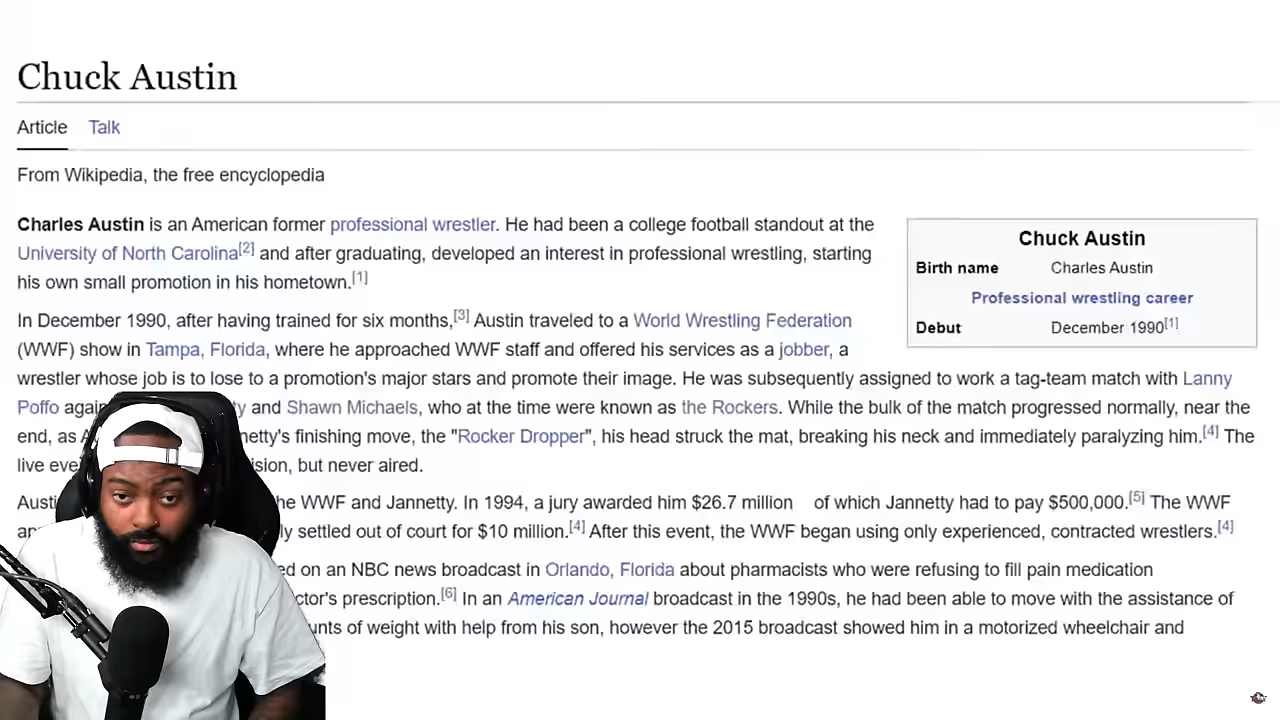 Chuck Austin
Article Talk
From Wikipedia, the free encyclopedia
Charles Austin is an American former professional wrestler. He had been a college football standout at the
University of North Carolina[2] and after graduating, developed an interest in professional wrestling, starting
his own small promotion in his hometown.[1]
Chuck Austin
Birth name Charles Austin
Professional wrestling career
Debut December 1990[1]
In December 1990, after having trained for six months,[3] Austin traveled to a World Wrestling Federation
(WWF) show in Tampa, Florida, where he approached WWF staff and offered his services as a jobber, a
wrestler whose job is to lose to a promotion's major stars and promote their image. He was subsequently assigned to work a tag-team match with Lanny
Poffo and Shawn Michaels, who at the time were known as the Rockers. While the bulk of the match progressed normally, near the
end, as finishing move, the "Rocker Dropper", his head struck the mat, breaking his neck and immediately paralyzing him.[4] The
live but never aired.
the WWF and Jannetty. In 1994, a jury awarded him $26.7 million of which Jannetty had to pay $500,000.[5] The WWF
settled out of court for $10 million.[4] After this event, the WWF began using only experienced, contracted wrestlers.[4]
on an NBC news broadcast in Orlando, Florida about pharmacists who were refusing to fill pain medication
prescription.[6] In an American Journal broadcast in the 1990s, he had been able to move with the assistance of
of weight with help from his son, however the 2015 broadcast showed him in a motorized wheelchair and